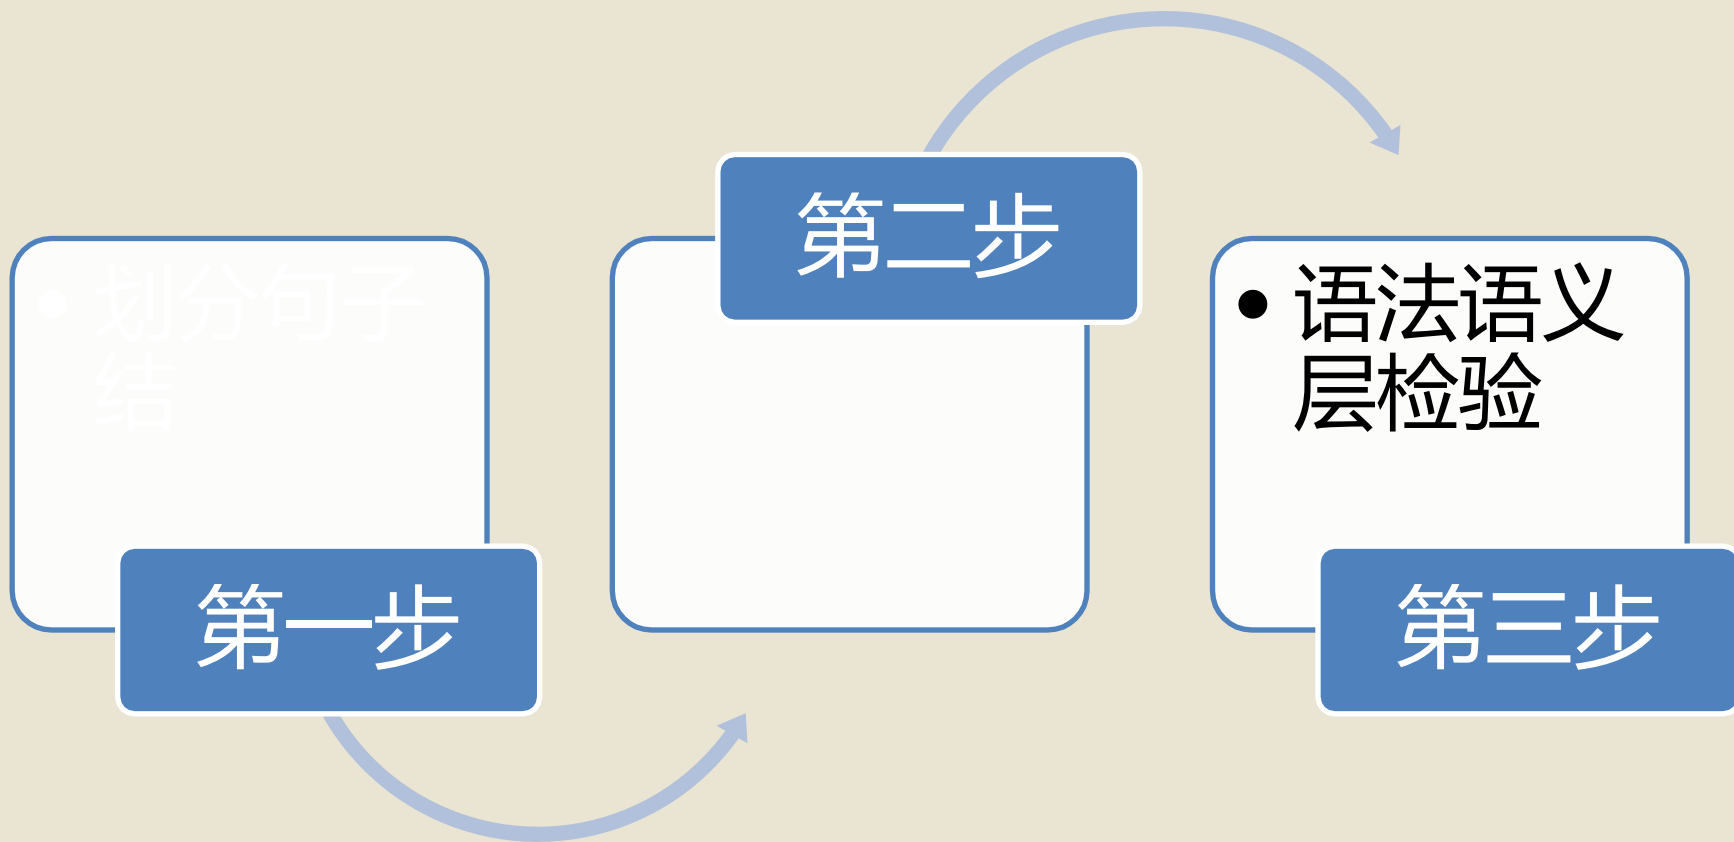 • 划分句子
结
第一步
第二步
• 语法语义
层检验
第三步